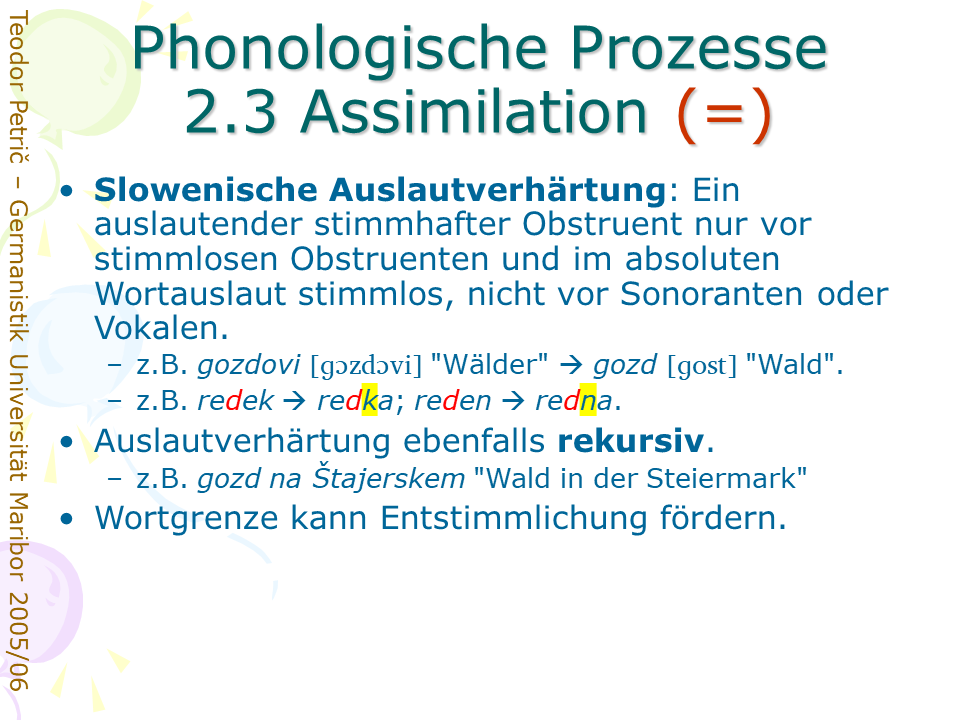 Phonologische Prozesse
2.3 Assimilation (=)
• Slowenische Auslautverhärtung: Ein
auslautender stimmhafter Obstruent nur vor
stimmlosen Obstruenten und im absoluten
Wortauslaut stimmlos, nicht vor Sonoranten oder
Vokalen.
– z.B. gozdovi [ɡɔzdɔvi] "Wälder" → gozd [ɡost] "Wald".
– z.B. redek → redka; reden → redna.
• Auslautverhärtung ebenfalls rekursiv.
– z.B. gozd na Štajerskem "Wald in der Steiermark"
• Wortgrenze kann Entstimmlichung fördern.
Teodor Petrič – Germanistik Universität Maribor 2005/06